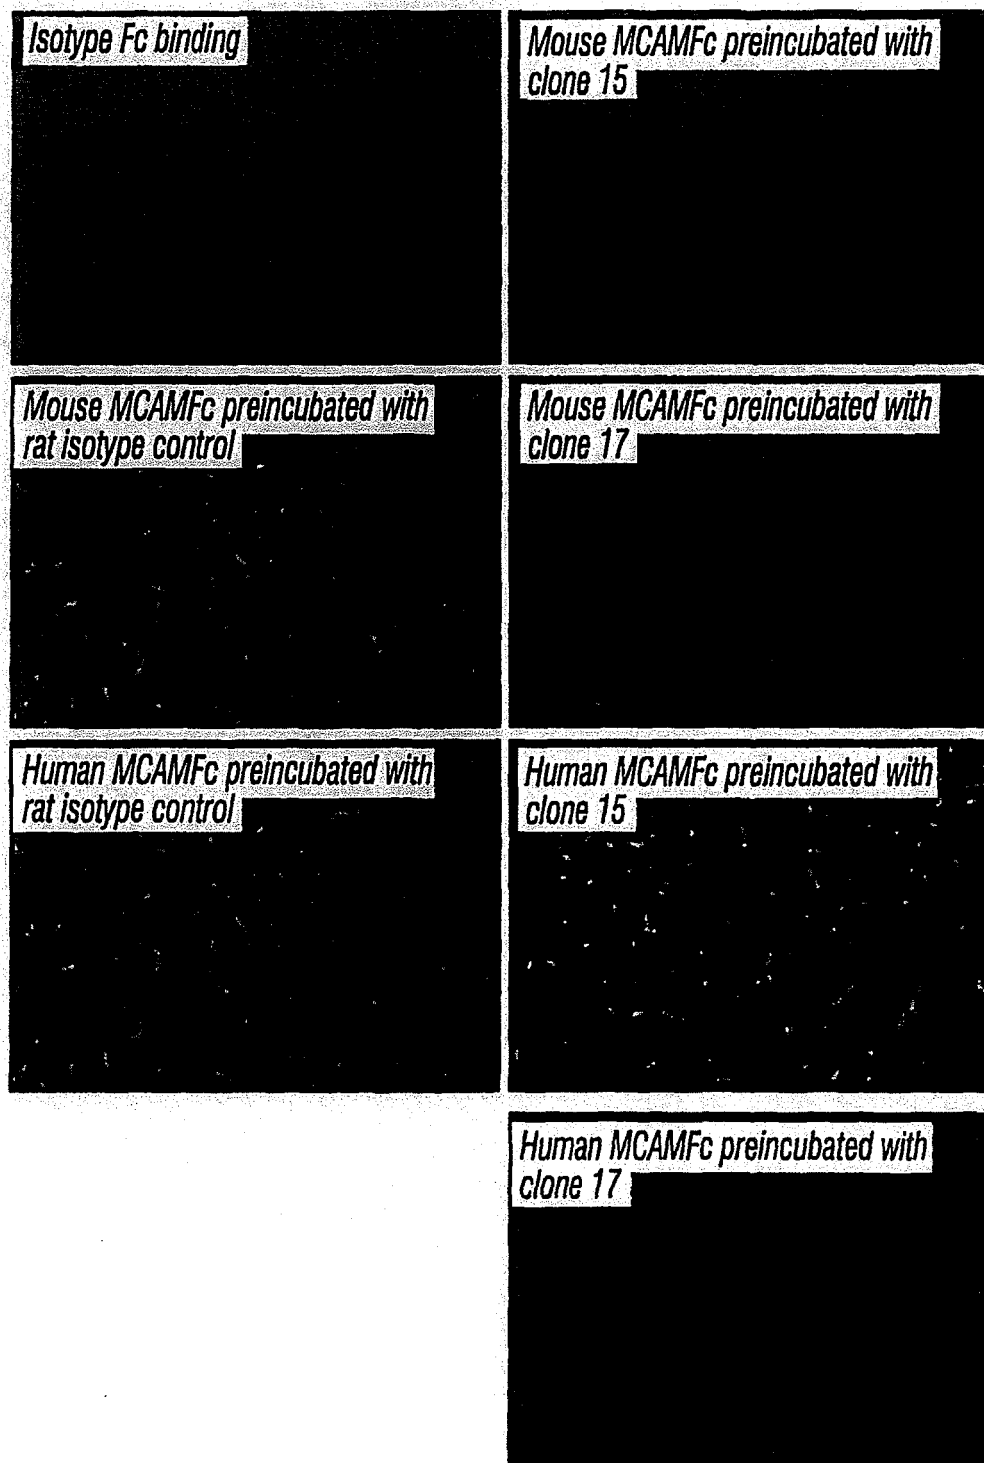 Isotype Fc binding
Mouse MCAMFc preincubated with
clone 15
Mouse MCAMFc preincubated with
rat isotype control
Mouse MCAMFc preincubated with
clone 17
Human MCAMFc preincubated with
rat isotype control
Human MCAMFc preincubated with
clone 15
Human MCAMFc preincubated with
clone 17